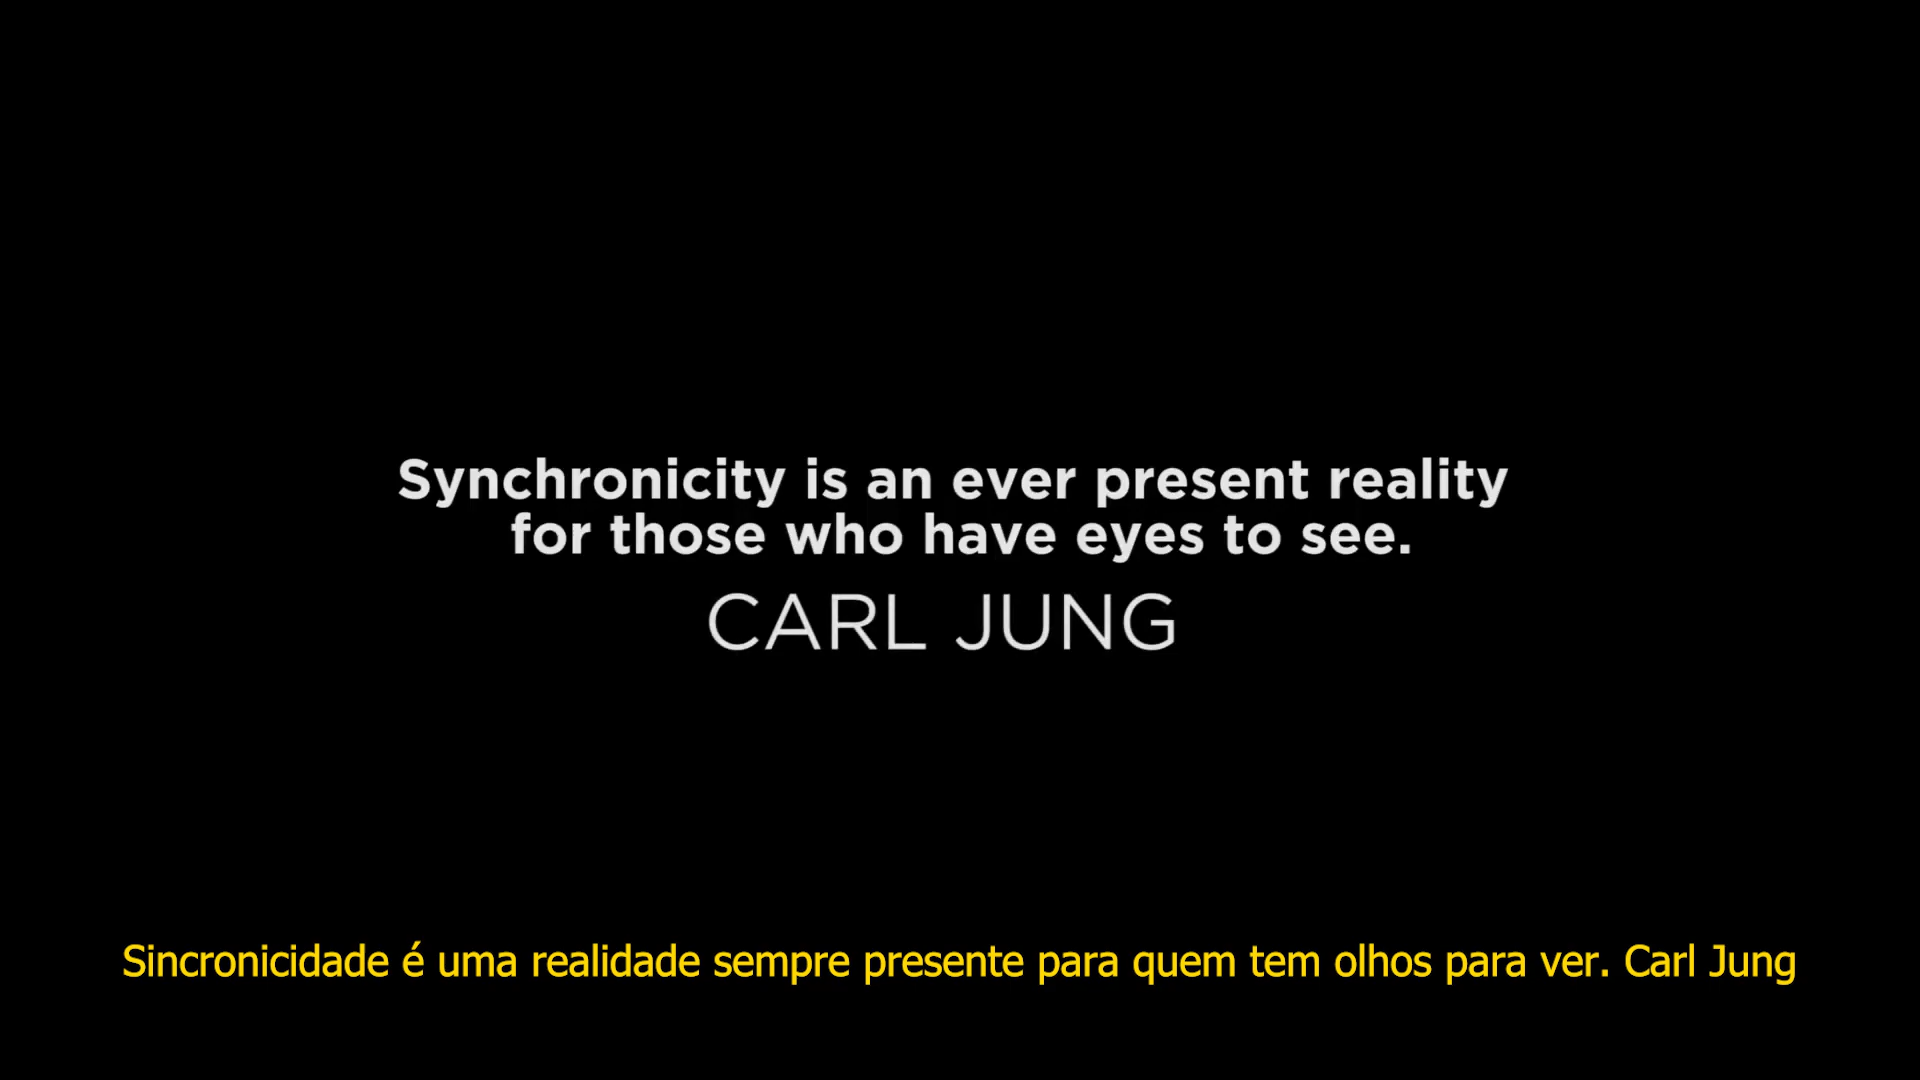 Synchronicity is an ever present reality
for those who have eyes to see.
CARL JUNG
Sincronicidade é uma realidade sempre presente para quem tem olhos para ver. Carl Jung